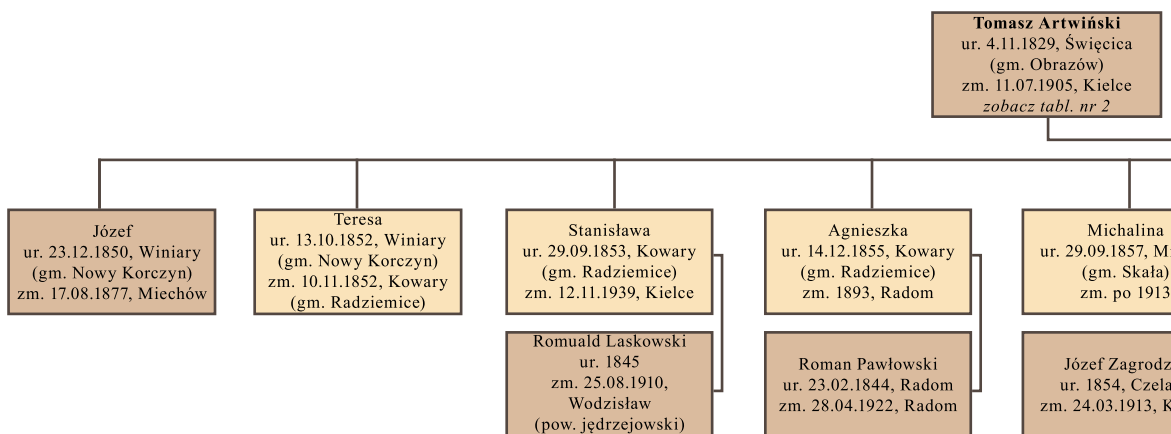 Tomasz Artwiński
ur. 4.11.1829, Święcica
(gm. Obrazów)
zm. 11.07.1905, Kielce
zobacz tabl. nr 2
Józef
ur. 23.12.1850, Winiary
(gm. Nowy Korczyn)
zm. 17.08.1877, Miechów
Teresa
ur. 13.10.1852, Winiary
(gm. Nowy Korczyn)
zm. 10.11.1852, Kowary
(gm. Radziemice)
Stanisława
ur. 29.09.1853, Kowary
(gm. Radziemice)
zm. 12.11.1939, Kielce
Agnieszka
ur. 14.12.1855, Kowary
(gm. Radziemice)
zm. 1893, Radom
Michalina
ur. 29.09.1857,
(gm. Skała)
zm. po 1913
Romuald Laskowski
ur. 1845
zm. 25.08.1910,
Wodzisław
(pow. jędrzejowski)
Roman Pawłowski
ur. 23.02.1844, Radom
zm. 28.04.1922, Radom
Józef
ur. 1854,
zm. 24.03.1913,